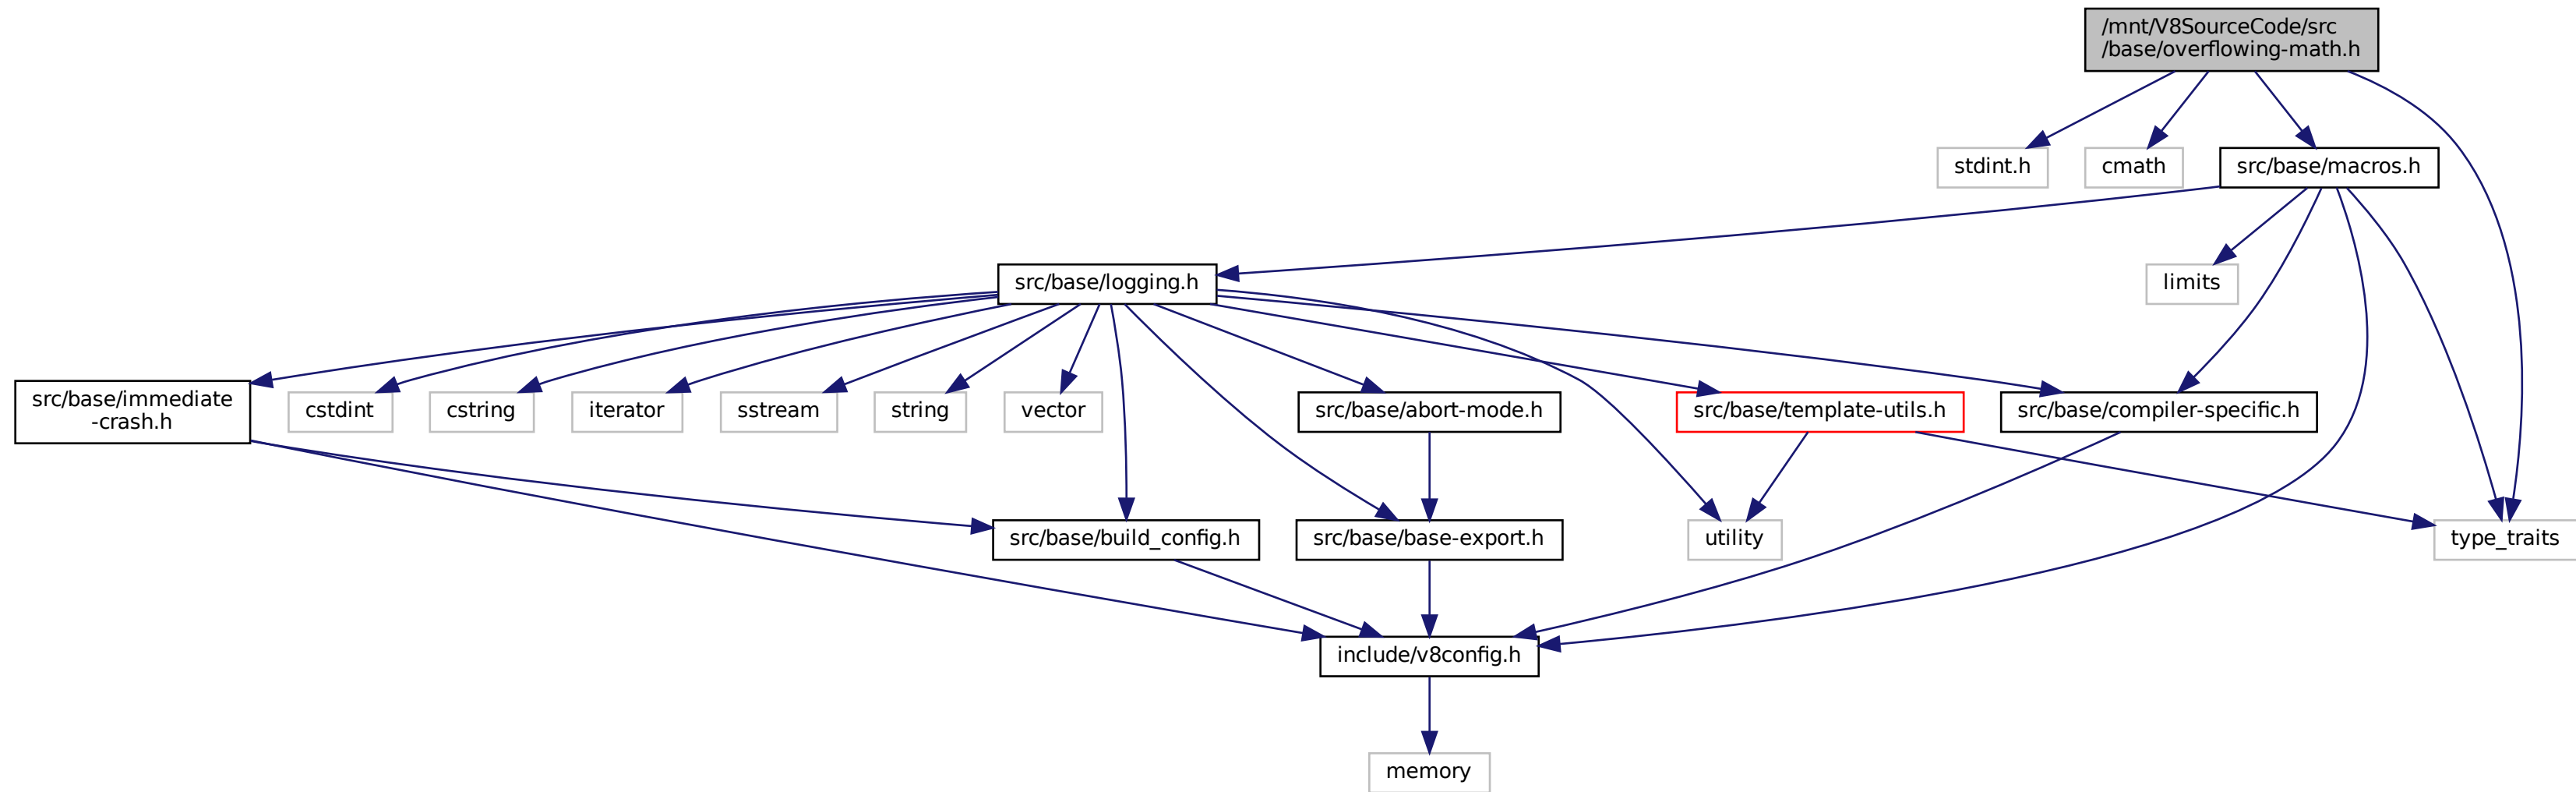 /mnt/V8SourceCode/src
/base/overflowing-math.h
stdint.h
cmath
src/base/macros.h
src/base/logging.h
limits
src/base/immediate
-crash.h
cstdint
cstring
iterator
sstream
string
vector
src/base/abort-mode.h
src/base/template-utils.h
src/base/compiler-specific.h
src/base/build_config.h
src/base/base-export.h
utility
type_traits
include/v8config.h
memory